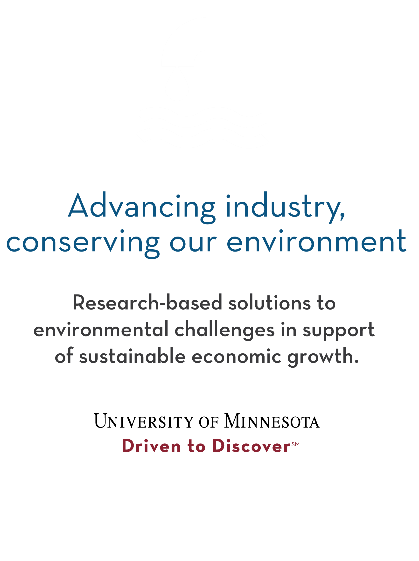 Advancing industry,
conserving our environment
Research-based solutions to
environmental challenges in support
of sustainable economic growth.
University of Minnesota
Driven to Discover℠